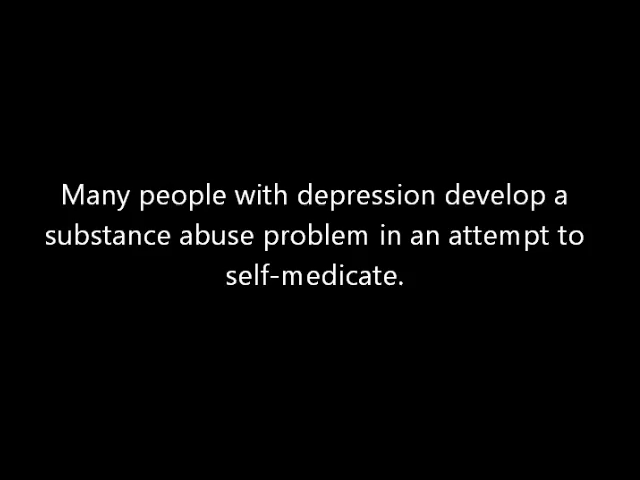 Many people with depression develop a
substance abuse problem in an attempt to
self-medicate.